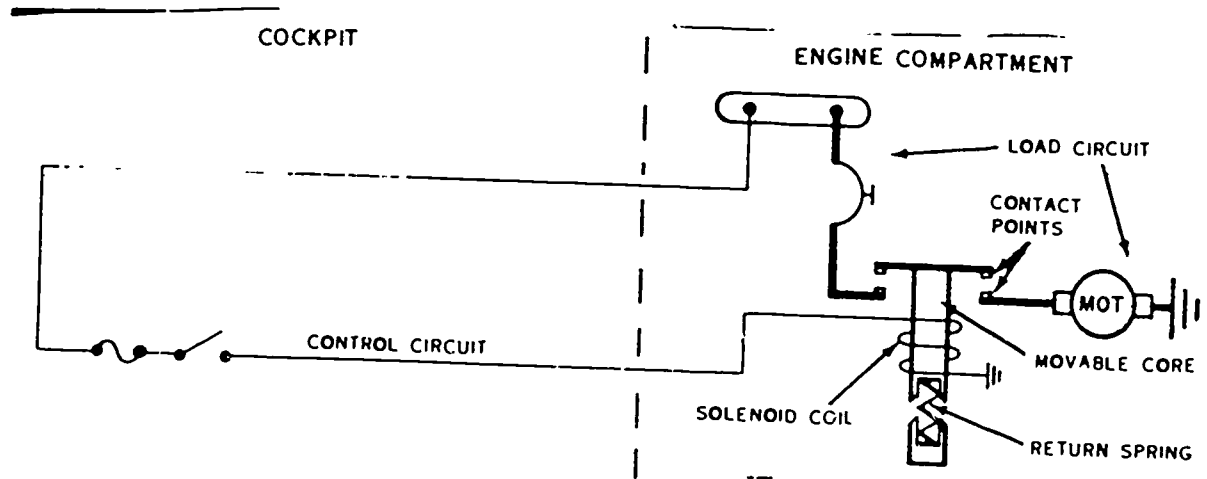 COCKPIT
ENGINE COMPARTMENT
LOAD CIRCUIT
CONTACT
POINTS
MOT
CONTROL CIRCUIT
MOVABLE CORE
SOLENOID COIL
RETURN SPRING